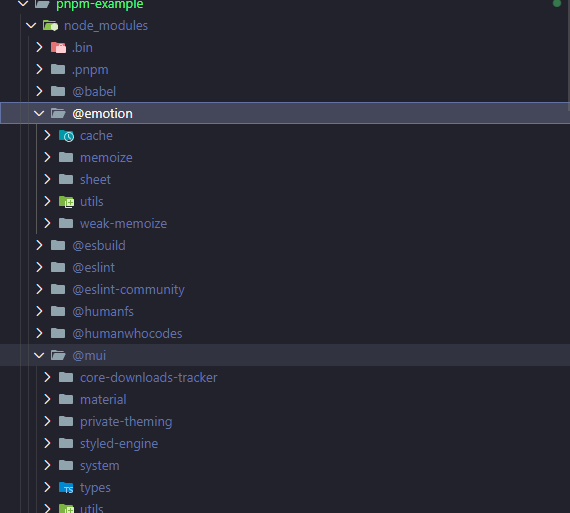 pnpm-example
node_modules
.bin
.pnpm
@babel
@emotion
cache
memoize
sheet
utils
weak-memoize
@esbuild
@eslint
@eslint-community
@humanfs
@humanwhocodes
@mui
core-downloads-tracker
material
private-theming
styled-engine
system
TS types
utils